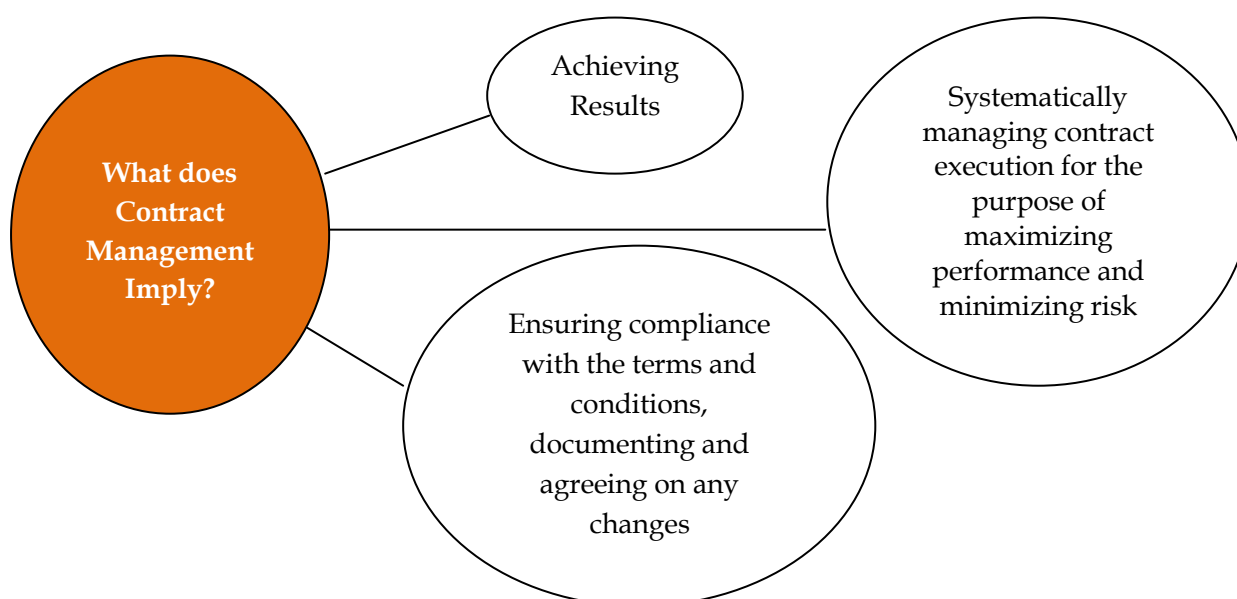 What does
Contract
Management
Imply?
Achieving
Results
Systematically
managing contract
execution for the
purpose of
maximizing
performance and
minimizing risk
Ensuring compliance
with the terms and
conditions,
documenting and
agreeing on any
changes